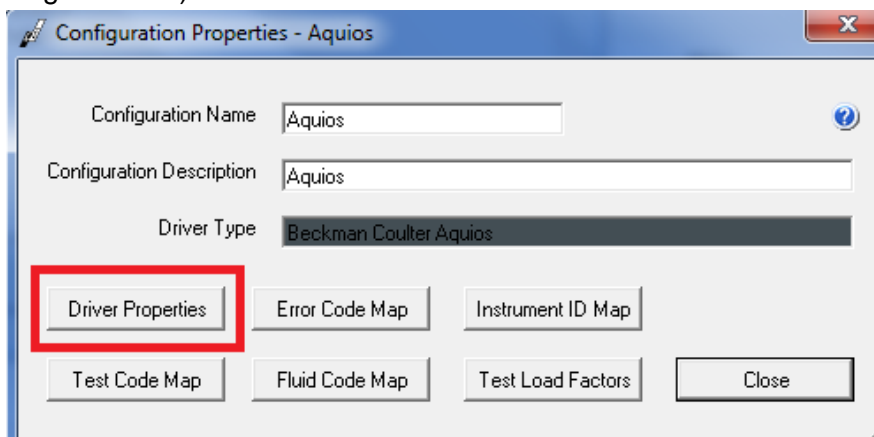 Configuration Properties - Aquios
Configuration Name Aquios
Configuration Description Aquios
Driver Type Beckman Coulter Aquios
Driver Properties Error Code Map Instrument ID Map
Test Code Map Fluid Code Map Test Load Factors Close